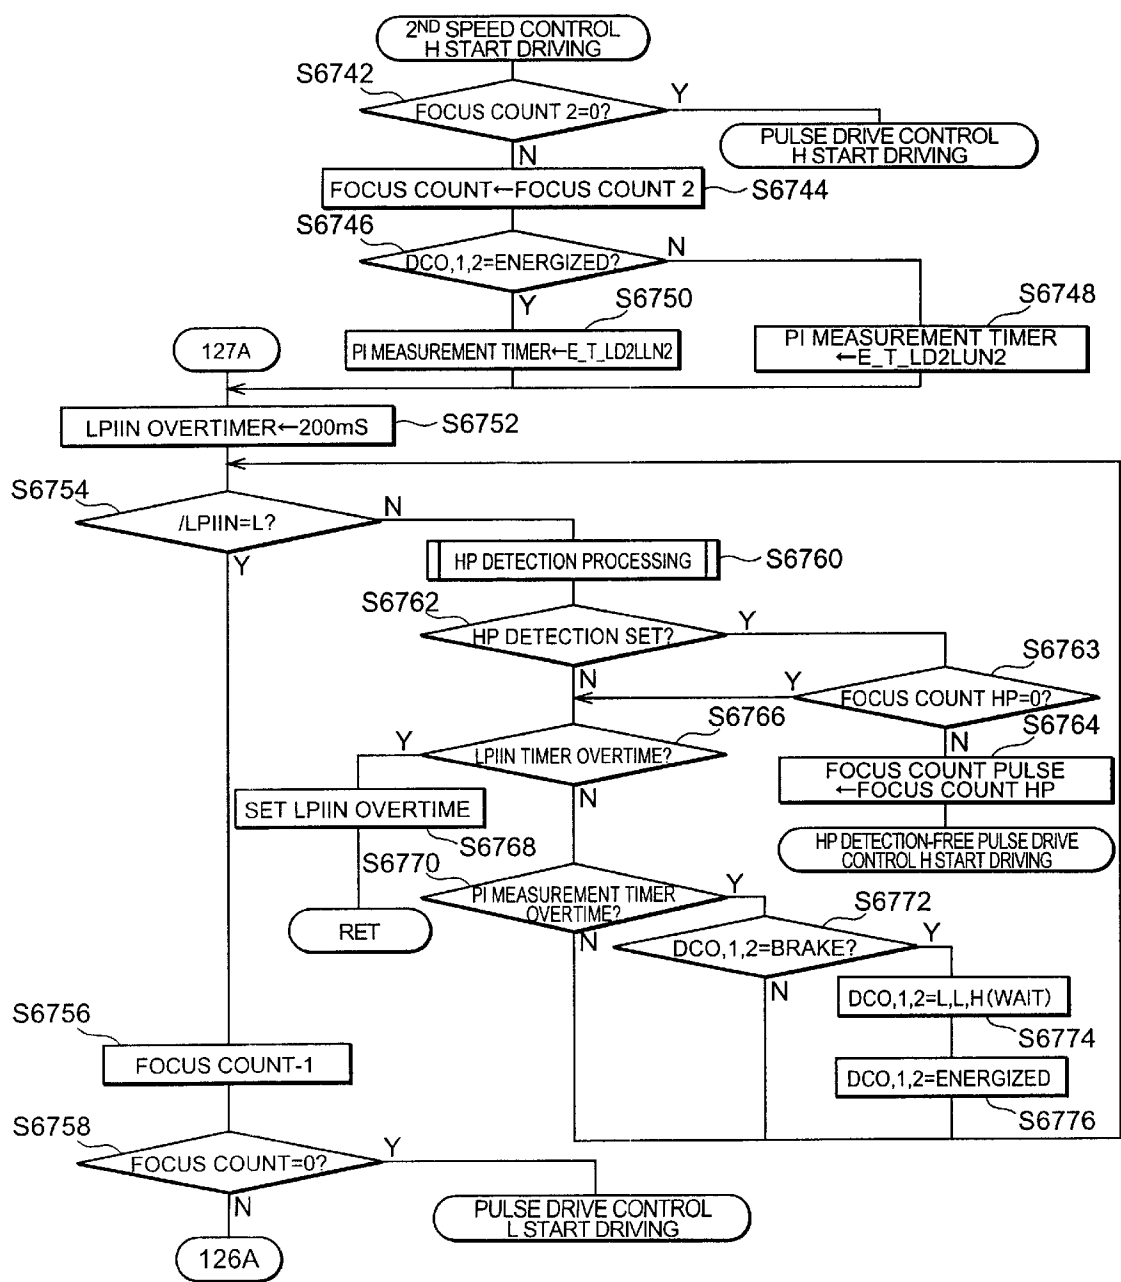 2ND SPEED CONTROL
H START DRIVING
S6742
FOCUS COUNT 2=0?
Y
N
PULSE DRIVE CONTROL
H START DRIVING
FOCUS COUNT←FOCUS COUNT 2
S6744
S6746
DCO,1,2=ENERGIZED?
N
Y
S6750
S6748
127A
PI MEASUREMENT TIMER←E_T_LD2LLN2
PI MEASUREMENT TIMER
←E_T_LD2LUN2
LPIIN OVERTIMER←200mS
S6752
S6754
/LPIIN=L?
N
Y
HP DETECTION PROCESSING
S6760
S6762
HP DETECTION SET?
Y
N
S6763
FOCUS COUNT HP=0?
Y
N
S6766
S6764
LPIIN TIMER OVERTIME?
Y
N
FOCUS COUNT PULSE
←FOCUS COUNT HP
SET LPIIN OVERTIME
S6768
HP DETECTION-FREE PULSE DRIVE
CONTROL H START DRIVING
S6770
PI MEASUREMENT TIMER
OVERTIME?
Y
N
RET
S6772
DCO,1,2=BRAKE?
Y
N
DCO,1,2=L,L,H(WAIT)
S6774
S6756
FOCUS COUNT-1
DCO,1,2=ENERGIZED
S6776
S6758
FOCUS COUNT=0?
Y
N
PULSE DRIVE CONTROL
L START DRIVING
126A